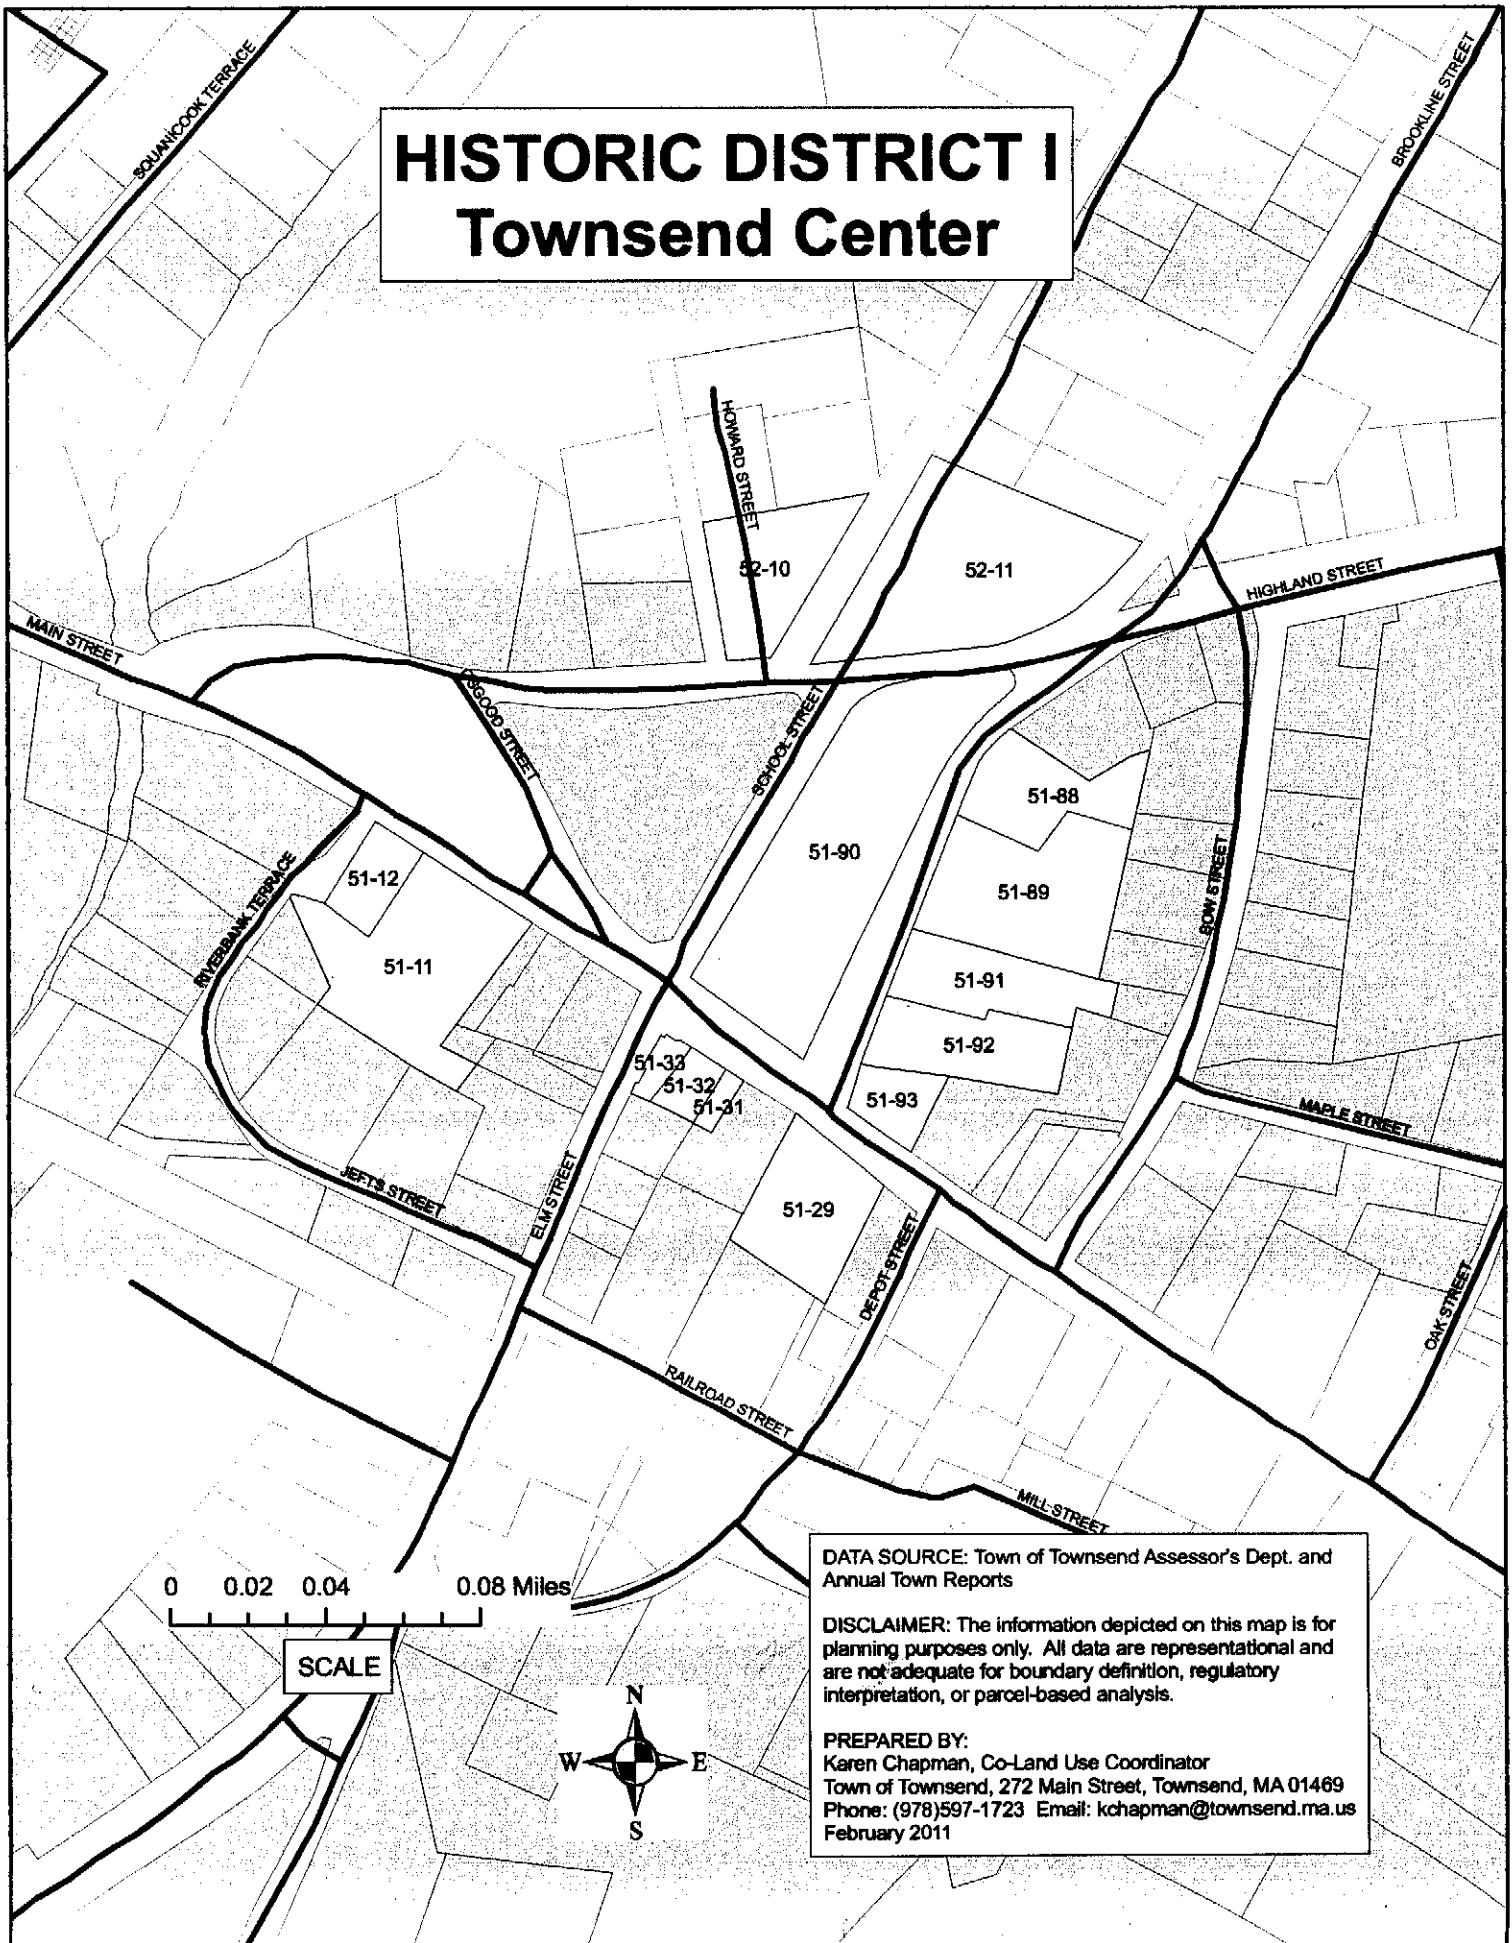 SQUANICOOK TERRACE
BROOKLINE STREET
HISTORIC DISTRICT I
Townsend Center
HOWARD STREET
52-10
52-11
HIGHLAND STREET
MAIN STREET
OSGOOD STREET
SCHOOL STREET
51-88
51-90
51-12
51-89
BOW STREET
RIVERBANK TERRACE
51-11
51-91
51-92
51-33
51-32
51-31
51-93
MAPLE STREET
JEFTS STREET
ELM STREET
51-29
DEPOT STREET
OAK STREET
RAILROAD STREET
MILL STREET
0 0.02 0.04 0.08 Miles
SCALE
N
W E
S
DATA SOURCE: Town of Townsend Assessor's Dept. and
Annual Town Reports
DISCLAIMER: The information depicted on this map is for
planning purposes only. All data are representational and
are not adequate for boundary definition, regulatory
interpretation, or parcel-based analysis.
PREPARED BY:
Karen Chapman, Co-Land Use Coordinator
Town of Townsend, 272 Main Street, Townsend, MA 01469
Phone: (978)597-1723 Email: kchapman@townsend.ma.us
February 2011